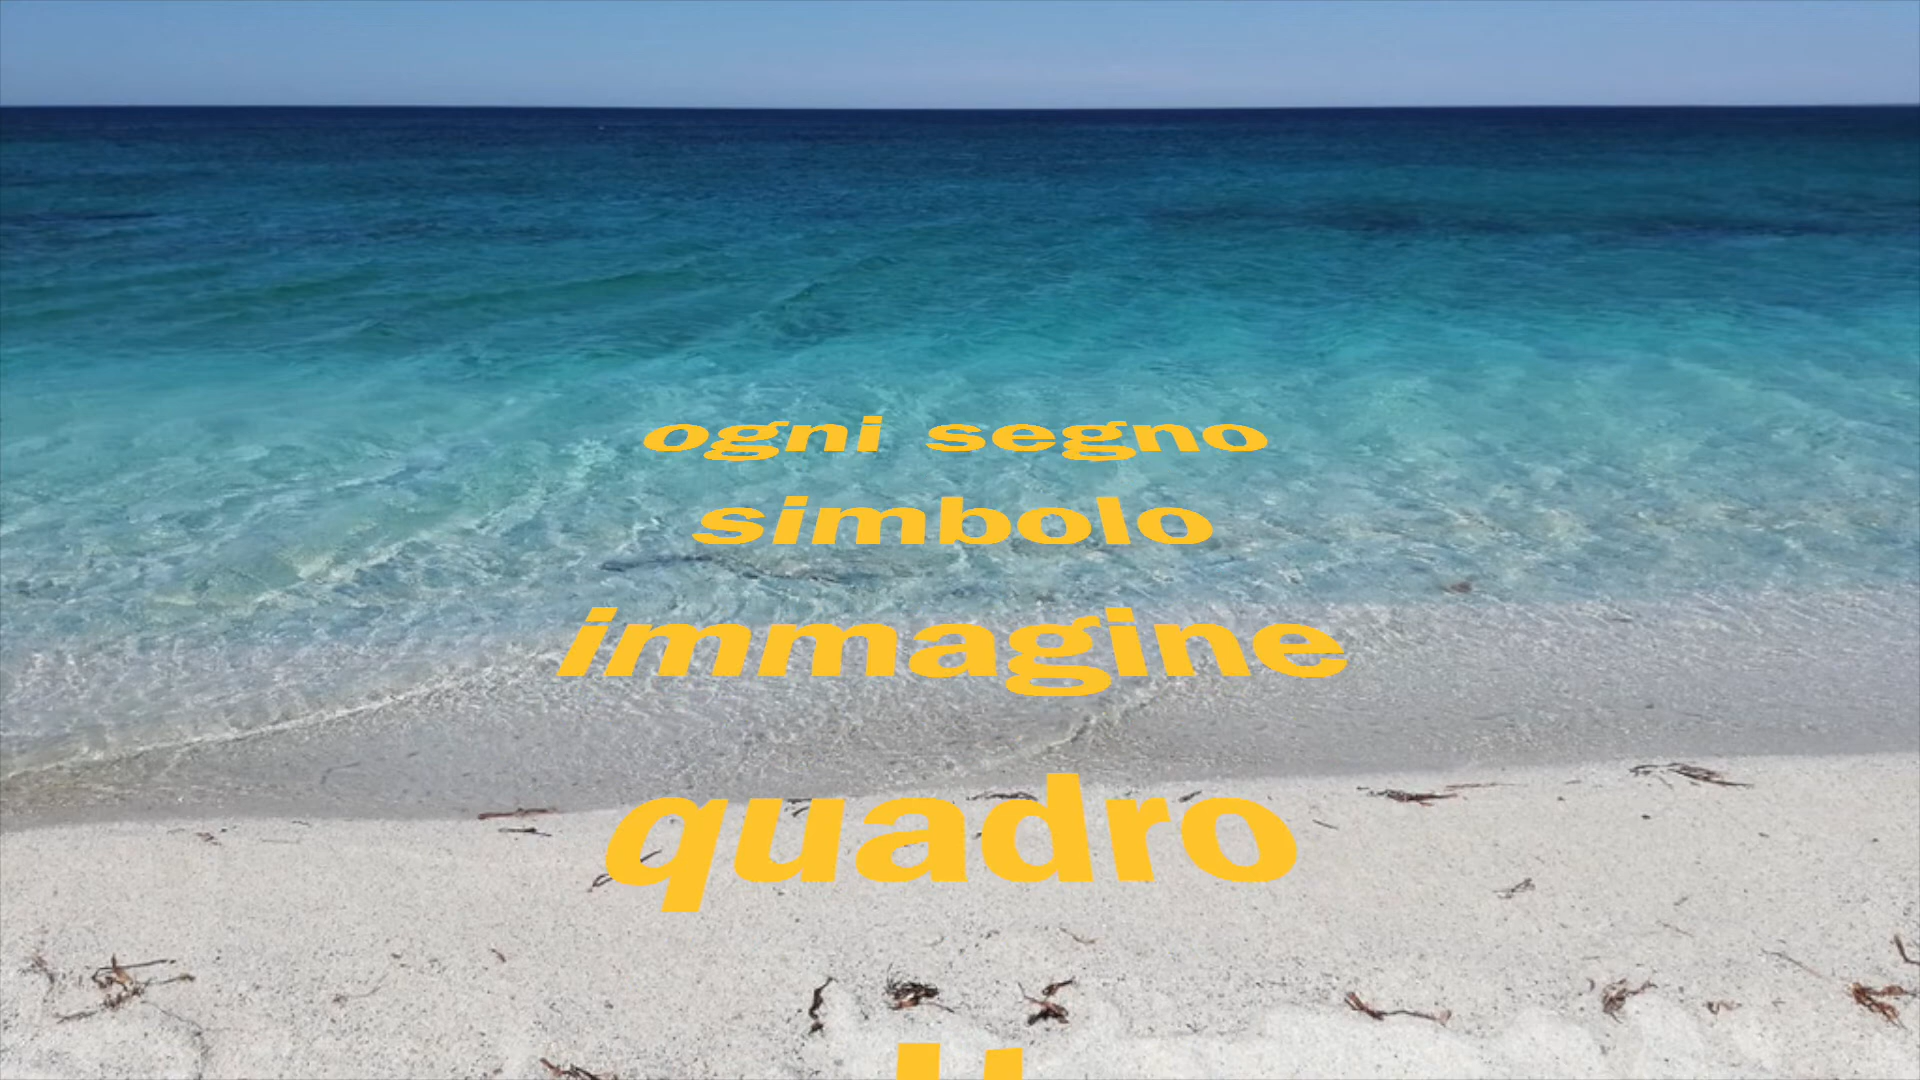 ogni segno
simbolo
immagine
quadro